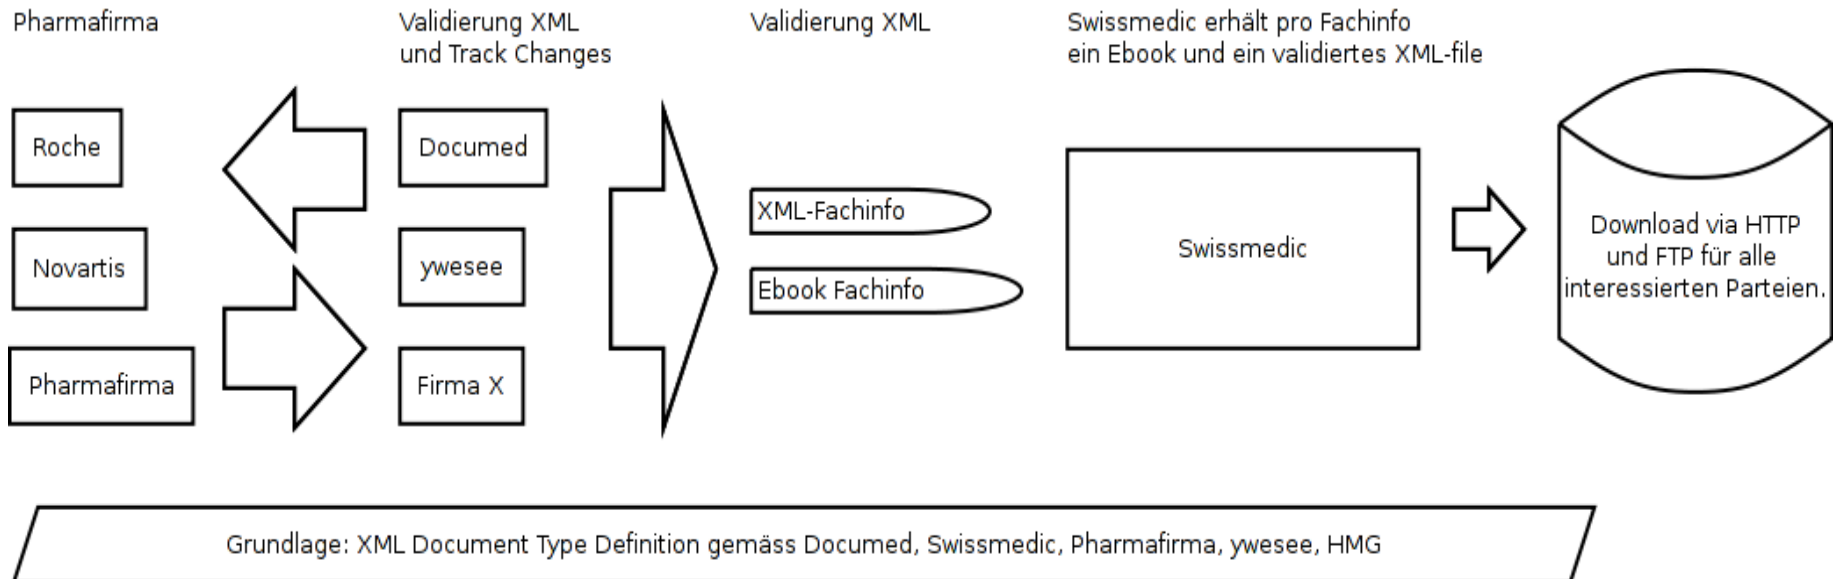 Pharmafirma
Validierung XML
und Track Changes
Validierung XML
Swissmedic erhält pro Fachinfo
ein Ebook und ein validiertes XML-file
Roche
Novartis
Pharmafirma
Documed
ywesee
Firma X
XML-Fachinfo
Ebook Fachinfo
Swissmedic
Download via HTTP
und FTP für alle
interessierten Parteien.
Grundlage: XML Document Type Definition gemäss Documed, Swissmedic, Pharmafirma, ywesee, HMG